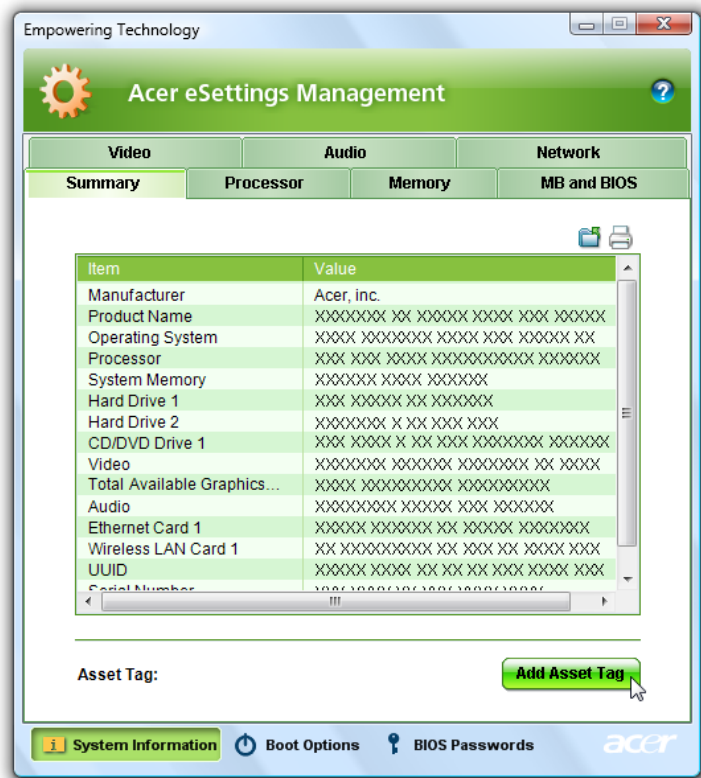 Empowering Technology
Acer eSettings Management
Video Audio Network
Summary Processor Memory MB and BIOS
Item Value
Manufacturer Acer, inc.
Product Name XXXXXXX XX XXXXX XXXX XXX XXXXX
Operating System XXXX XXXXXXX XXXX XXX XXXXX XX
Processor XXX XXX XXXX XXXXXXXXXXX XXXXXX
System Memory XXXXXX XXXX XXXXXX
Hard Drive 1 XXX XXXXX XX XXXXXX
Hard Drive 2 XXXXXXX X XX XXX XXX
CD/DVD Drive 1 XXX XXXX X XX XXX XXXXXXX XXXXXX
Video XXXXXXX XXXXXX XXXXXXX XX XXXX
Total Available Graphics... XXXX XXXXXXXXX XXXXXXXXX
Audio XXXXXXXX XXXXX XXX XXXXXX
Ethernet Card 1 XXXXX XXXXXX XX XXXXX XXXXXXX
Wireless LAN Card 1 XX XXXXXXXXX XX XXX XX XXXX XXX
UUID XXXXX XXXX XX XX XX XXX XXXX XXX
Serial Number
Asset Tag: Add Asset Tag
System Information Boot Options BIOS Passwords acer